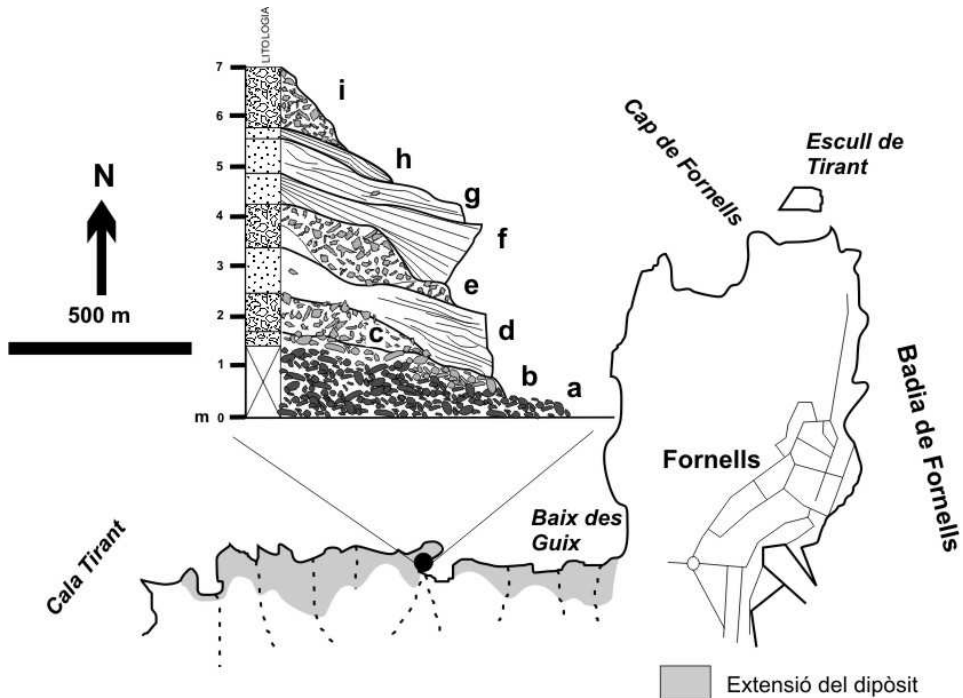 LITOLOGIA
7
6
5
4
3
2
1
m 0
i
h
g
f
e
d
c
b
a
N
500 m
Cap de Fornells
Escull de
Tirant
Badia de Fornells
Fornells
Baix des
Guix
Cala Tirant
Extensió del dipòsit